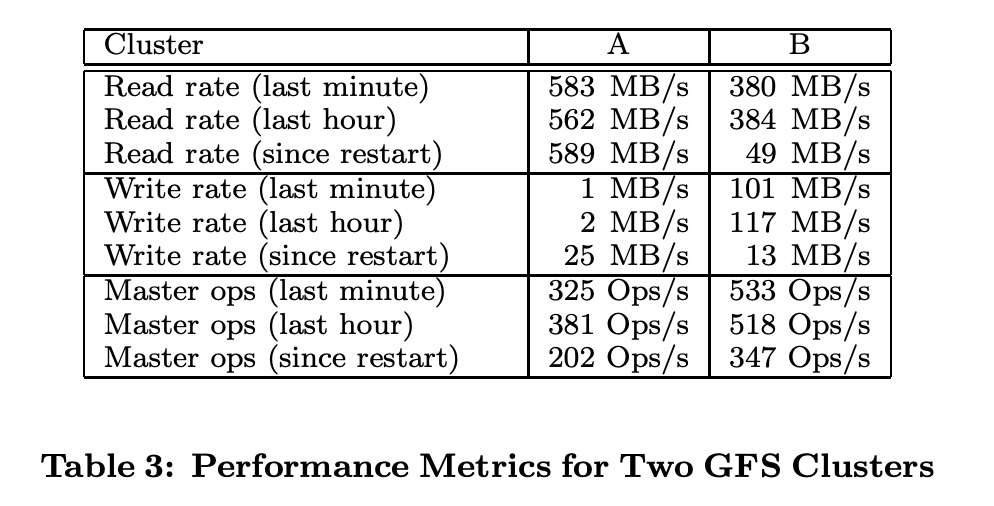 Cluster A B
Read rate (last minute) 583 MB/s 380 MB/s
Read rate (last hour) 562 MB/s 384 MB/s
Read rate (since restart) 589 MB/s 49 MB/s
Write rate (last minute) 1 MB/s 101 MB/s
Write rate (last hour) 2 MB/s 117 MB/s
Write rate (since restart) 25 MB/s 13 MB/s
Master ops (last minute) 325 Ops/s 533 Ops/s
Master ops (last hour) 381 Ops/s 518 Ops/s
Master ops (since restart) 202 Ops/s 347 Ops/s
Table 3: Performance Metrics for Two GFS Clusters